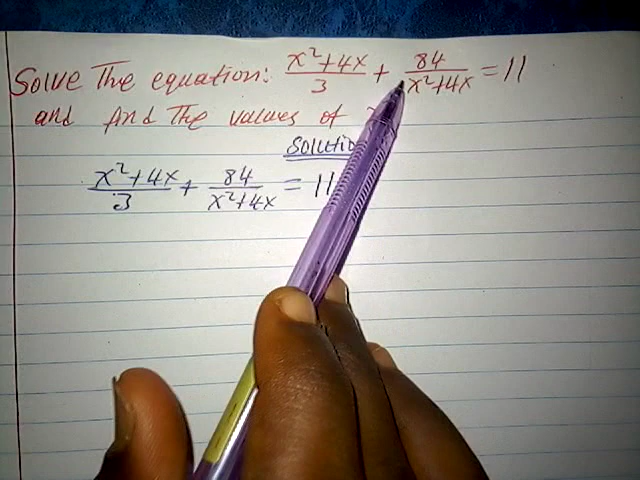 Solve The equation: (x²+4x)/3 + 84/(x²+4x) = 11
and find The values of
Solution
(x²+4x)/3 + 84/(x²+4x) = 11